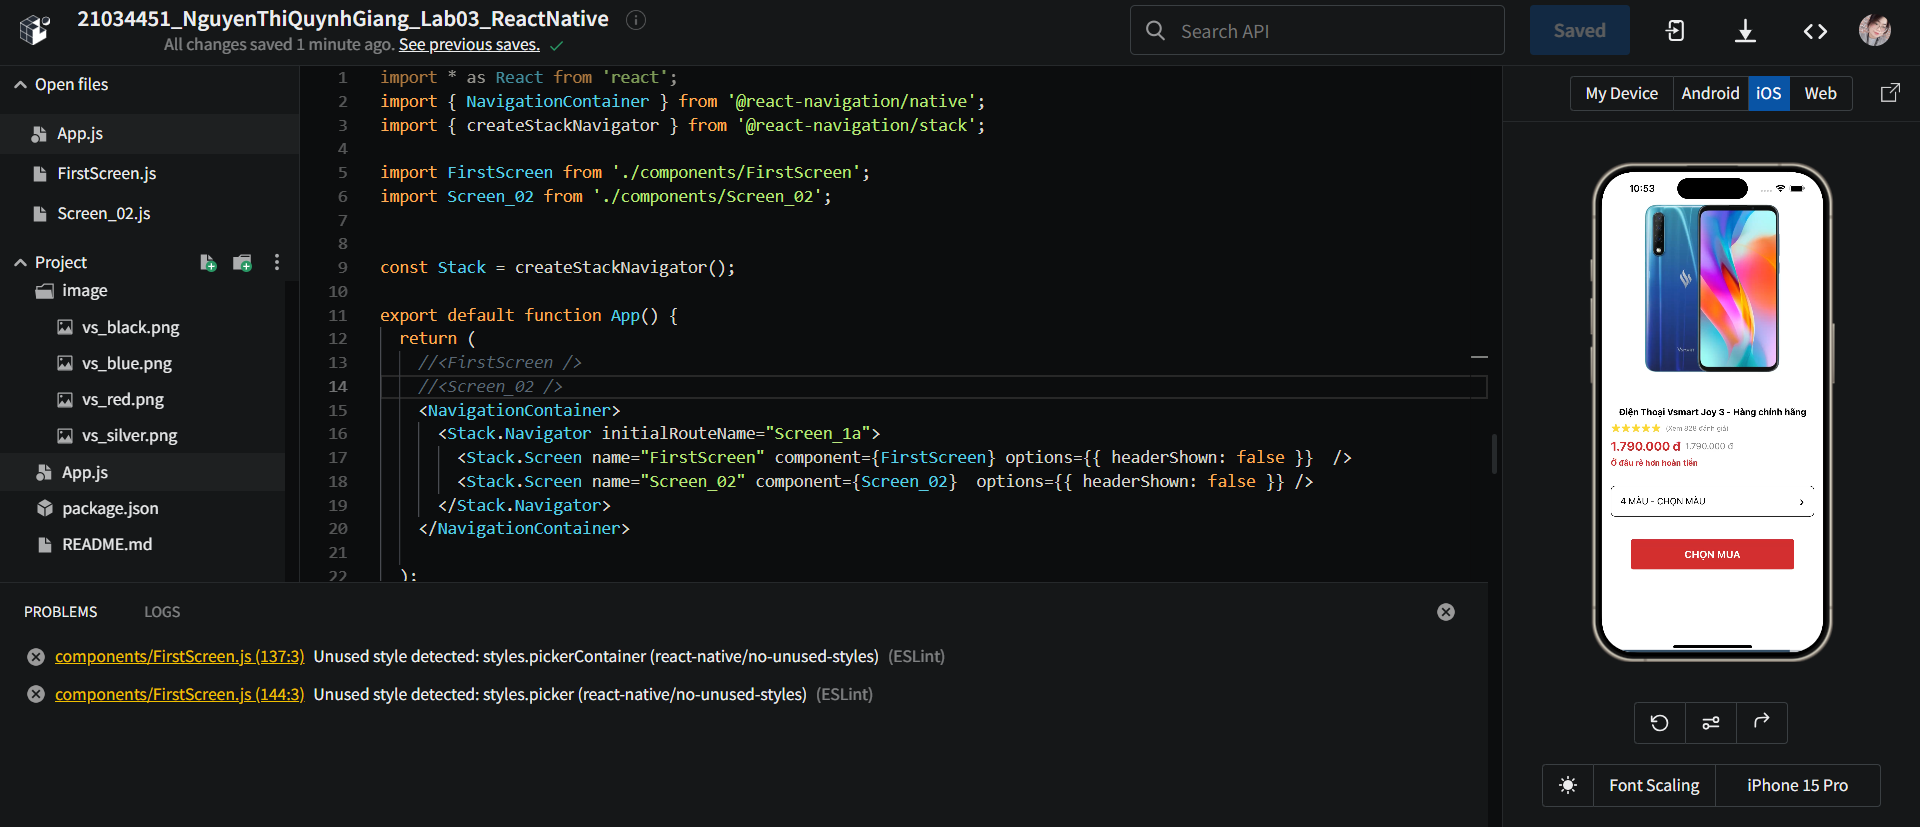 21034451_NguyenThiQuynhGiang_Lab03_ReactNative
All changes saved 1 minute ago. See previous saves.
Search API
Saved
Open files
App.js
FirstScreen.js
Screen_02.js
Project
image
vs_black.png
vs_blue.png
vs_red.png
vs_silver.png
App.js
package.json
README.md
1 import * as React from 'react';
2 import { NavigationContainer } from '@react-navigation/native';
3 import { createStackNavigator } from '@react-navigation/stack';
4
5 import FirstScreen from './components/FirstScreen';
6 import Screen_02 from './components/Screen_02';
7
8
9 const Stack = createStackNavigator();
10
11 export default function App() {
12 return (
13 //<FirstScreen />
14 //<Screen_02 />
15 <NavigationContainer>
16 <Stack.Navigator initialRouteName="Screen_1a">
17 <Stack.Screen name="FirstScreen" component={FirstScreen} options={{ headerShown: false }} />
18 <Stack.Screen name="Screen_02" component={Screen_02} options={{ headerShown: false }} />
19 </Stack.Navigator>
20 </NavigationContainer>
21
22 );
PROBLEMS LOGS
components/FirstScreen.js (137:3) Unused style detected: styles.pickerContainer (react-native/no-unused-styles) (ESLint)
components/FirstScreen.js (144:3) Unused style detected: styles.picker (react-native/no-unused-styles) (ESLint)
My Device Android iOS Web
10:53
Điện Thoại Vsmart Joy 3 - Hàng chính hãng
(Xem 828 đánh giá)
1.790.000 đ 1.790.000 đ
Ở đâu rẻ hơn hoàn tiền
4 MÀU - CHỌN MÀU
CHỌN MUA
Font Scaling iPhone 15 Pro